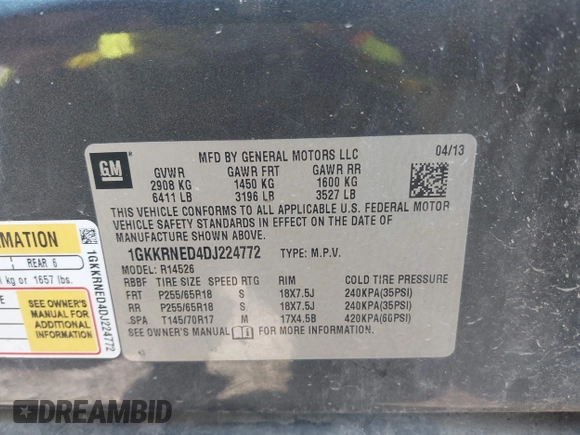 GM
MFD BY GENERAL MOTORS LLC
04/13
GVWR GAWR FRT GAWR RR
2908 KG 1450 KG 1600 KG
6411 LB 3196 LB 3527 LB
THIS VEHICLE CONFORMS TO ALL APPLICABLE U.S. FEDERAL MOTOR
VEHICLE SAFETY STANDARDS IN EFFECT ON THE DATE OF
MANUFACTURE SHOWN ABOVE.
1GKKRNED4DJ224772 TYPE: M.P.V.
MODEL: R14526
RBBF TIRE SIZE SPEED RTG RIM COLD TIRE PRESSURE
FRT P255/65R18 S 18X7.5J 240KPA(35PSI)
RR P255/65R18 S 18X7.5J 240KPA(35PSI)
SPA T145/70R17 M 17X4.5B 420KPA(60PSI)
SEE OWNER'S MANUAL FOR MORE INFORMATION.
RMATION
REAR 6
kg or 1657 lbs.
SEE OWNER'S
MANUAL FOR
ADDITIONAL
INFORMATION
1GKKRNED4DJ224772
DREAMBID